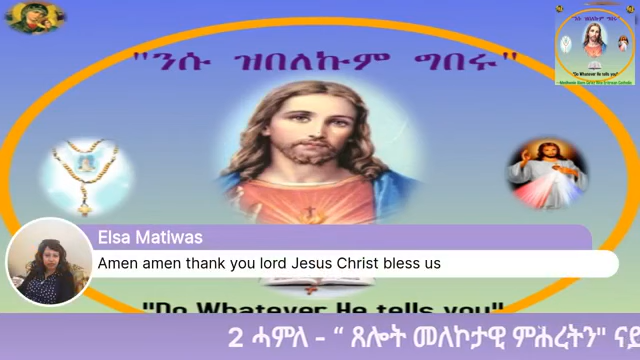 "ንሱ ዝበለኩም ግበሩ"
Elsa Matiwas
Amen amen thank you lord Jesus Christ bless us
"Do Whatever He tells you"
2 ሓምለ - “ ጸሎት መለኮታዊ ምሕረትን" ናይ